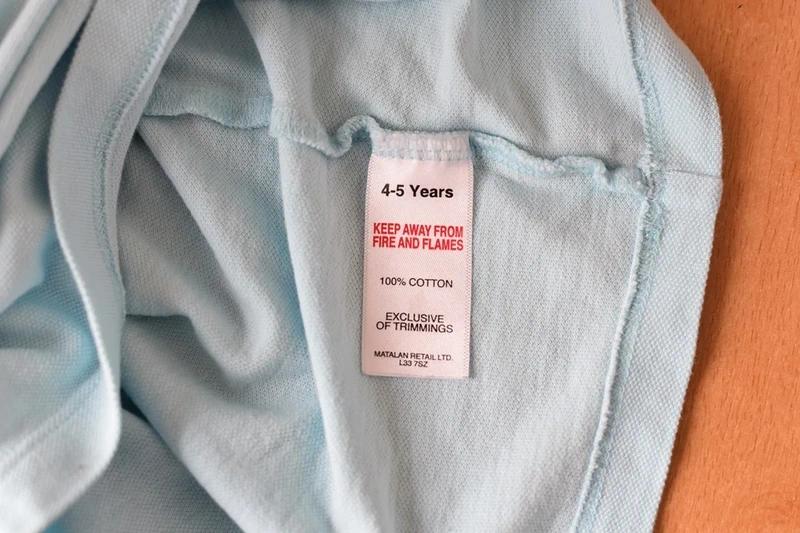 4-5 Years
KEEP AWAY FROM
FIRE AND FLAMES
100% COTTON
EXCLUSIVE
OF TRIMMINGS
MATALAN RETAIL LTD.
L33 7SZ